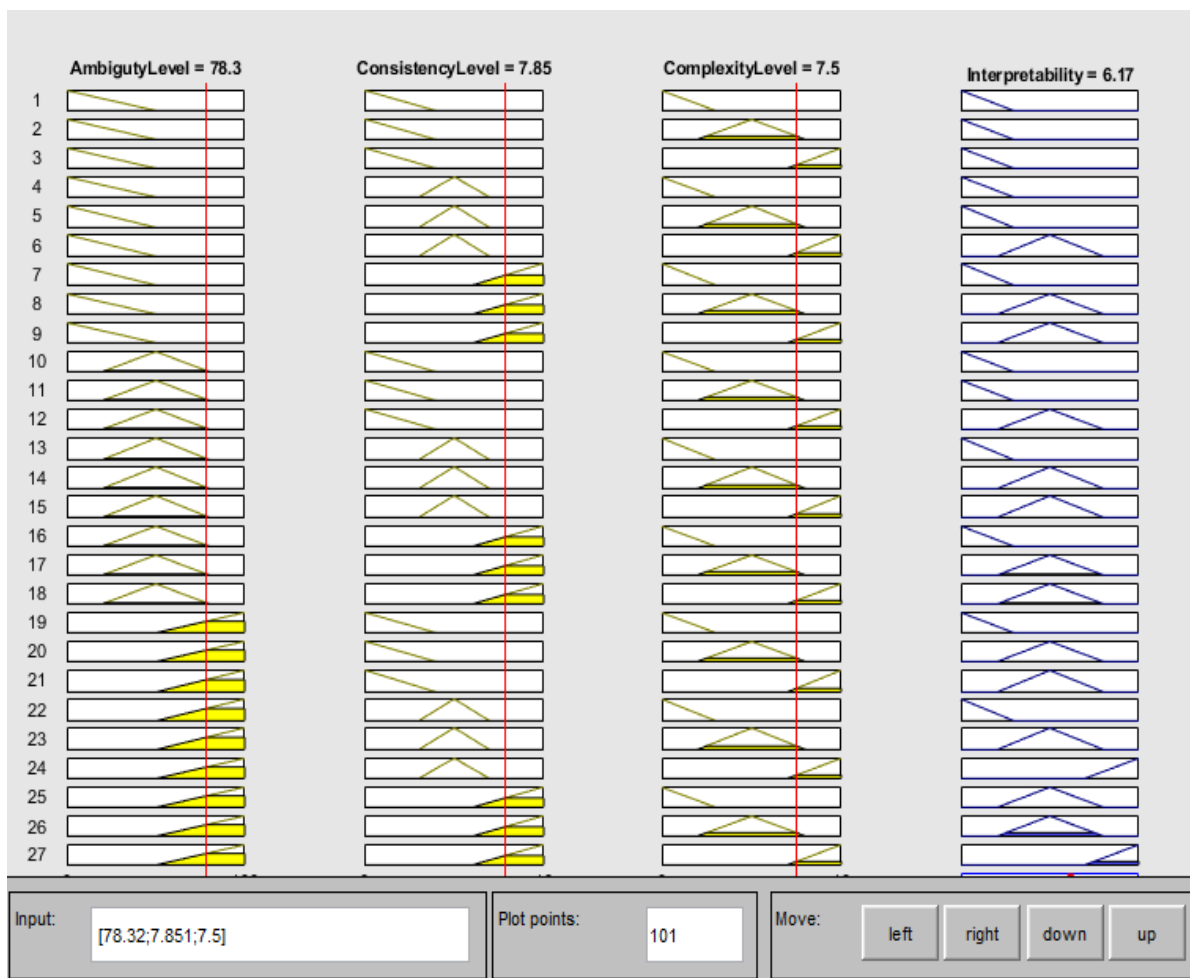 AmbigutyLevel = 78.3
ConsistencyLevel = 7.85
ComplexityLevel = 7.5
Interpretability = 6.17
1
2
3
4
5
6
7
8
9
10
11
12
13
14
15
16
17
18
19
20
21
22
23
24
25
26
27
Input:
[78.32;7.851;7.5]
Plot points:
101
Move:
left
right
down
up